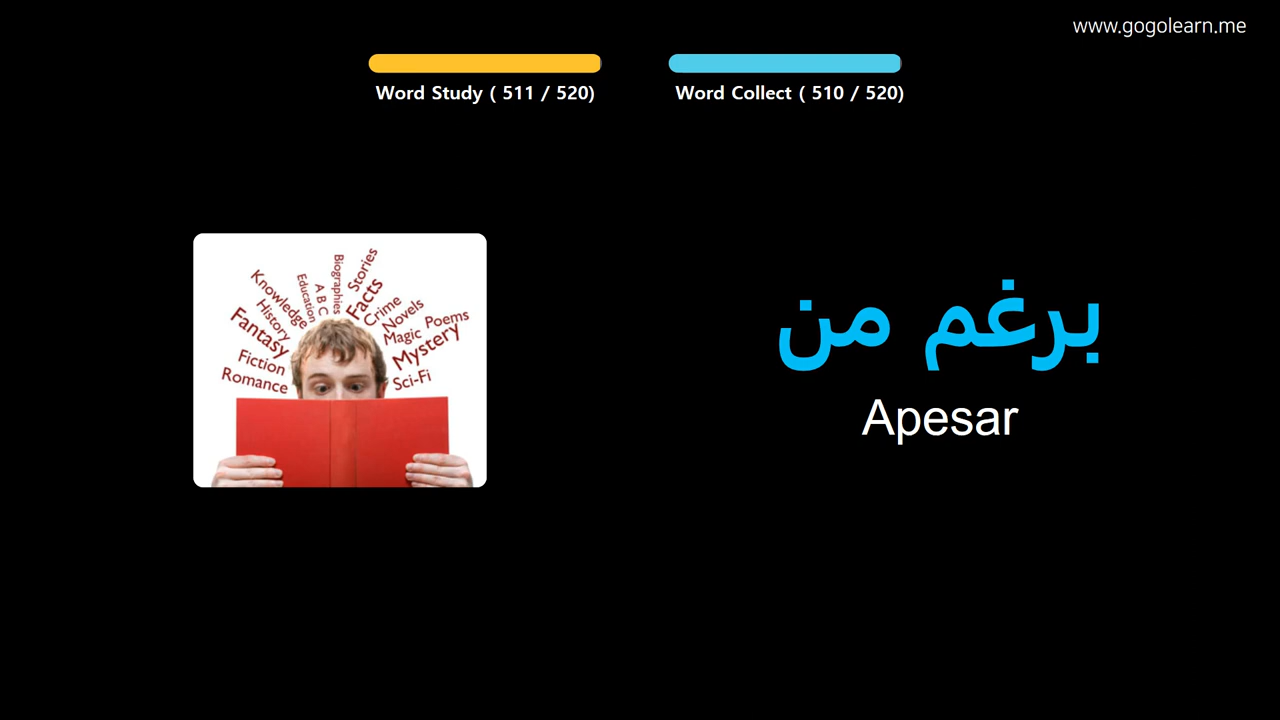 www.gogolearn.me
Word Study ( 511 / 520)
Word Collect ( 510 / 520)
Stories
Biographies
Facts
A B C
Education
Knowledge
Crime
Novels
History
Poems
Magic
Fantasy
Mystery
Fiction
Sci-Fi
Romance
برغم من
Apesar